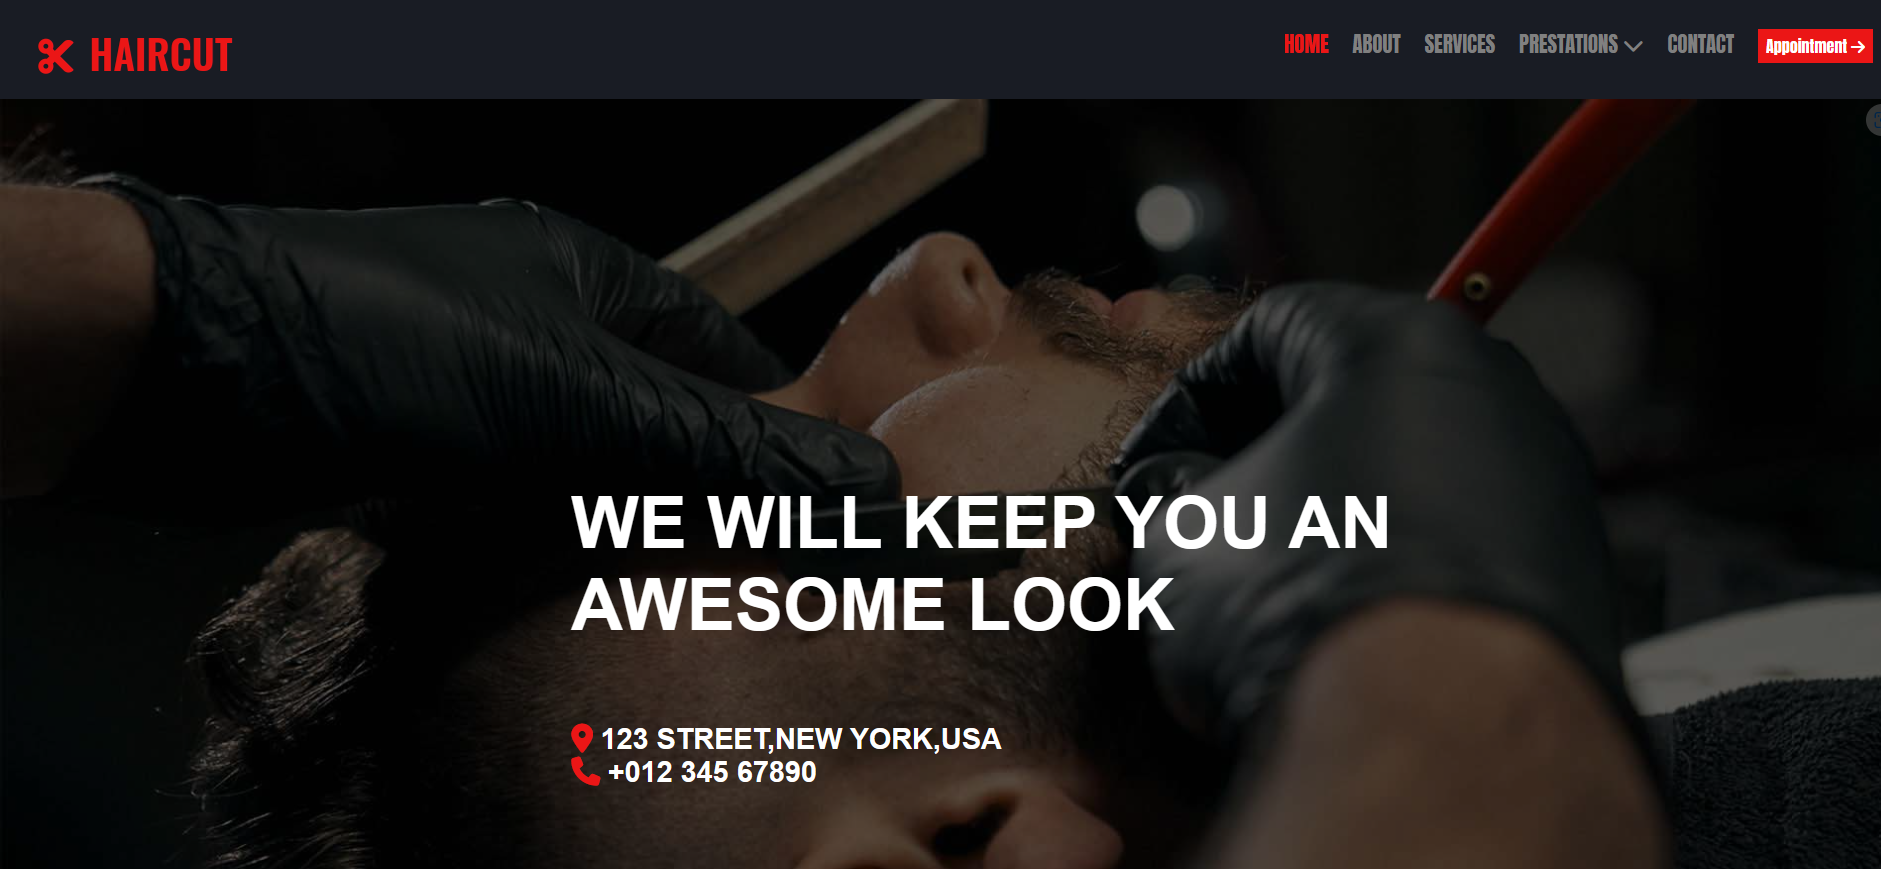 HAIRCUT
HOME ABOUT SERVICES PRESTATIONS CONTACT Appointment
WE WILL KEEP YOU AN
AWESOME LOOK
123 STREET,NEW YORK,USA
+012 345 67890